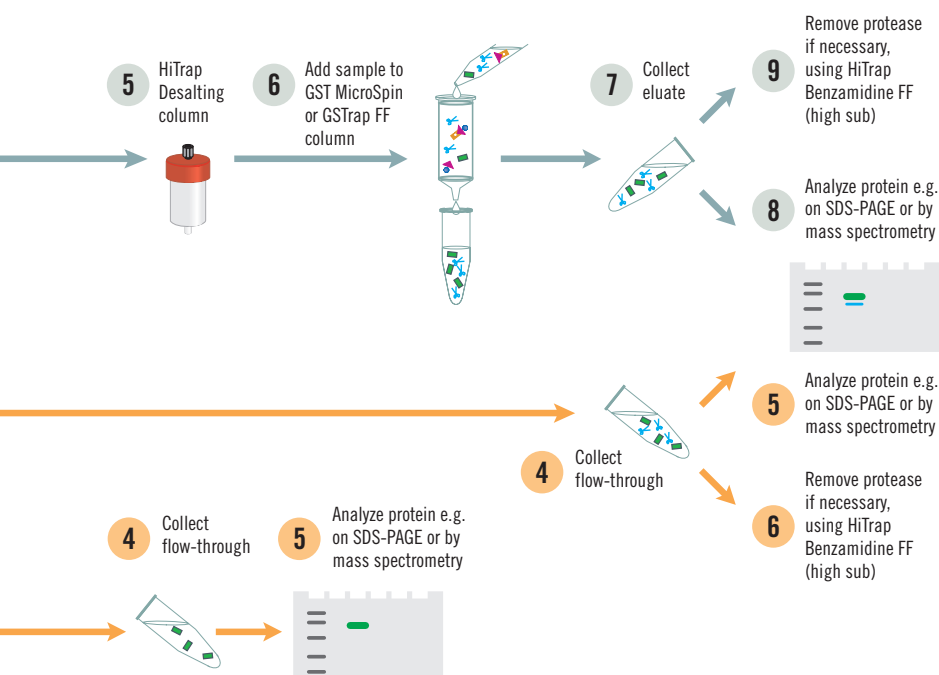 5
HiTrap
Desalting
column
6
Add sample to
GST MicroSpin
or GSTrap FF
column
7
Collect
eluate
9
Remove protease
if necessary,
using HiTrap
Benzamidine FF
(high sub)
8
Analyze protein e.g.
on SDS-PAGE or by
mass spectrometry
5
Analyze protein e.g.
on SDS-PAGE or by
mass spectrometry
4
Collect
flow-through
6
Remove protease
if necessary,
using HiTrap
Benzamidine FF
(high sub)
4
Collect
flow-through
5
Analyze protein e.g.
on SDS-PAGE or by
mass spectrometry